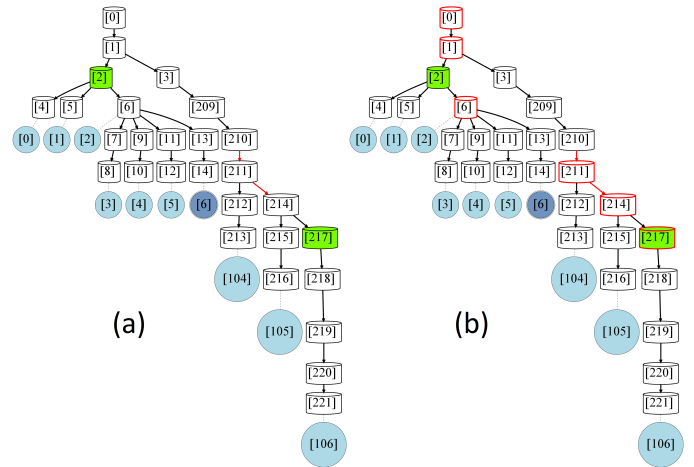 [0]
[1]
[2] [3]
[4] [5] [6] [209]
[0] [1] [2] [7] [9] [11] [13] [210]
[8] [10] [12] [14] [211]
[3] [4] [5] [6] [212] [214]
[213] [215] [217]
[104] [216] [218]
(a) [105] [219]
[220]
[221]
[106]
[0]
[1]
[2] [3]
[4] [5] [6] [209]
[0] [1] [2] [7] [9] [11] [13] [210]
[8] [10] [12] [14] [211]
[3] [4] [5] [6] [212] [214]
[213] [215] [217]
[104] [216] [218]
(b) [105] [219]
[220]
[221]
[106]